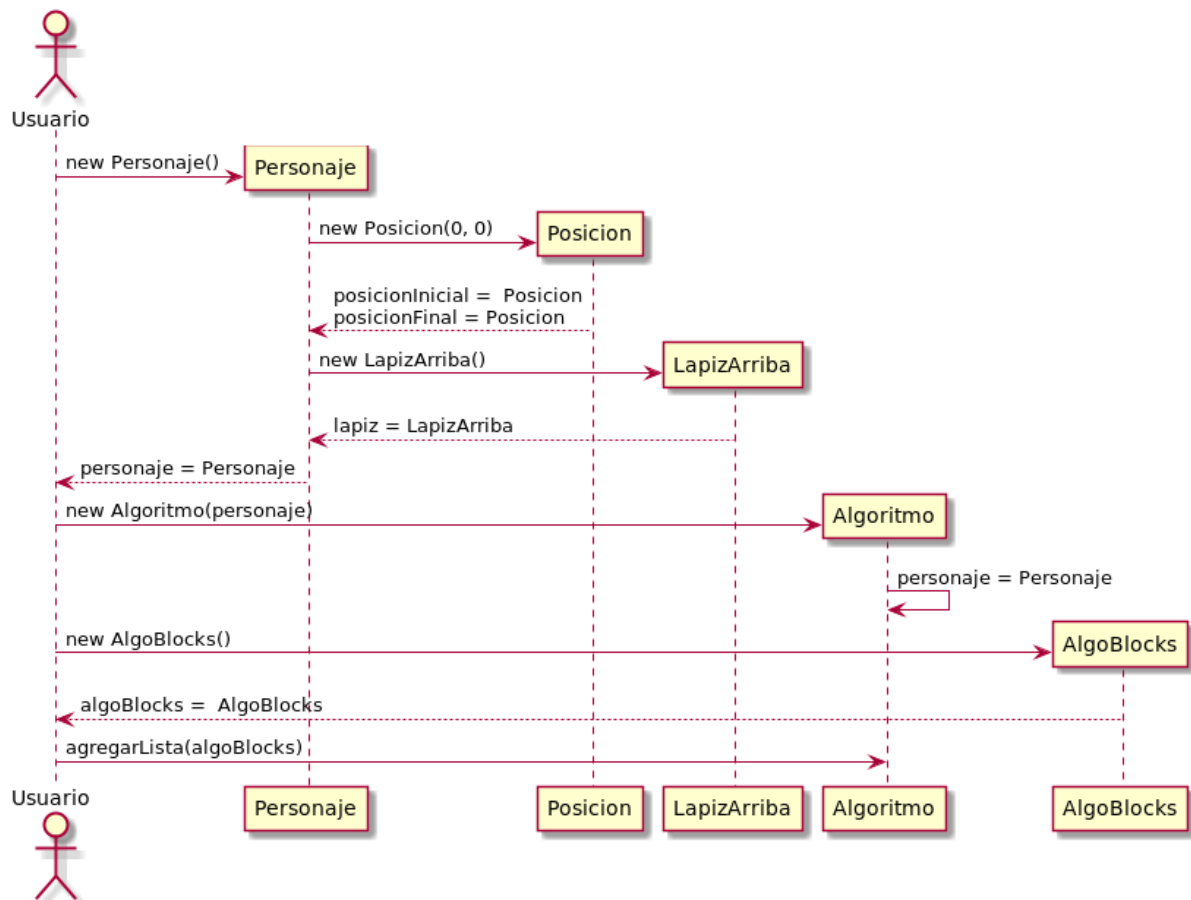 Usuario
new Personaje()
Personaje
new Posicion(0, 0)
Posicion
posicionInicial =  Posicion
posicionFinal = Posicion
new LapizArriba()
LapizArriba
lapiz = LapizArriba
personaje = Personaje
new Algoritmo(personaje)
Algoritmo
personaje = Personaje
new AlgoBlocks()
AlgoBlocks
algoBlocks =  AlgoBlocks
agregarLista(algoBlocks)
Usuario
Personaje
Posicion
LapizArriba
Algoritmo
AlgoBlocks